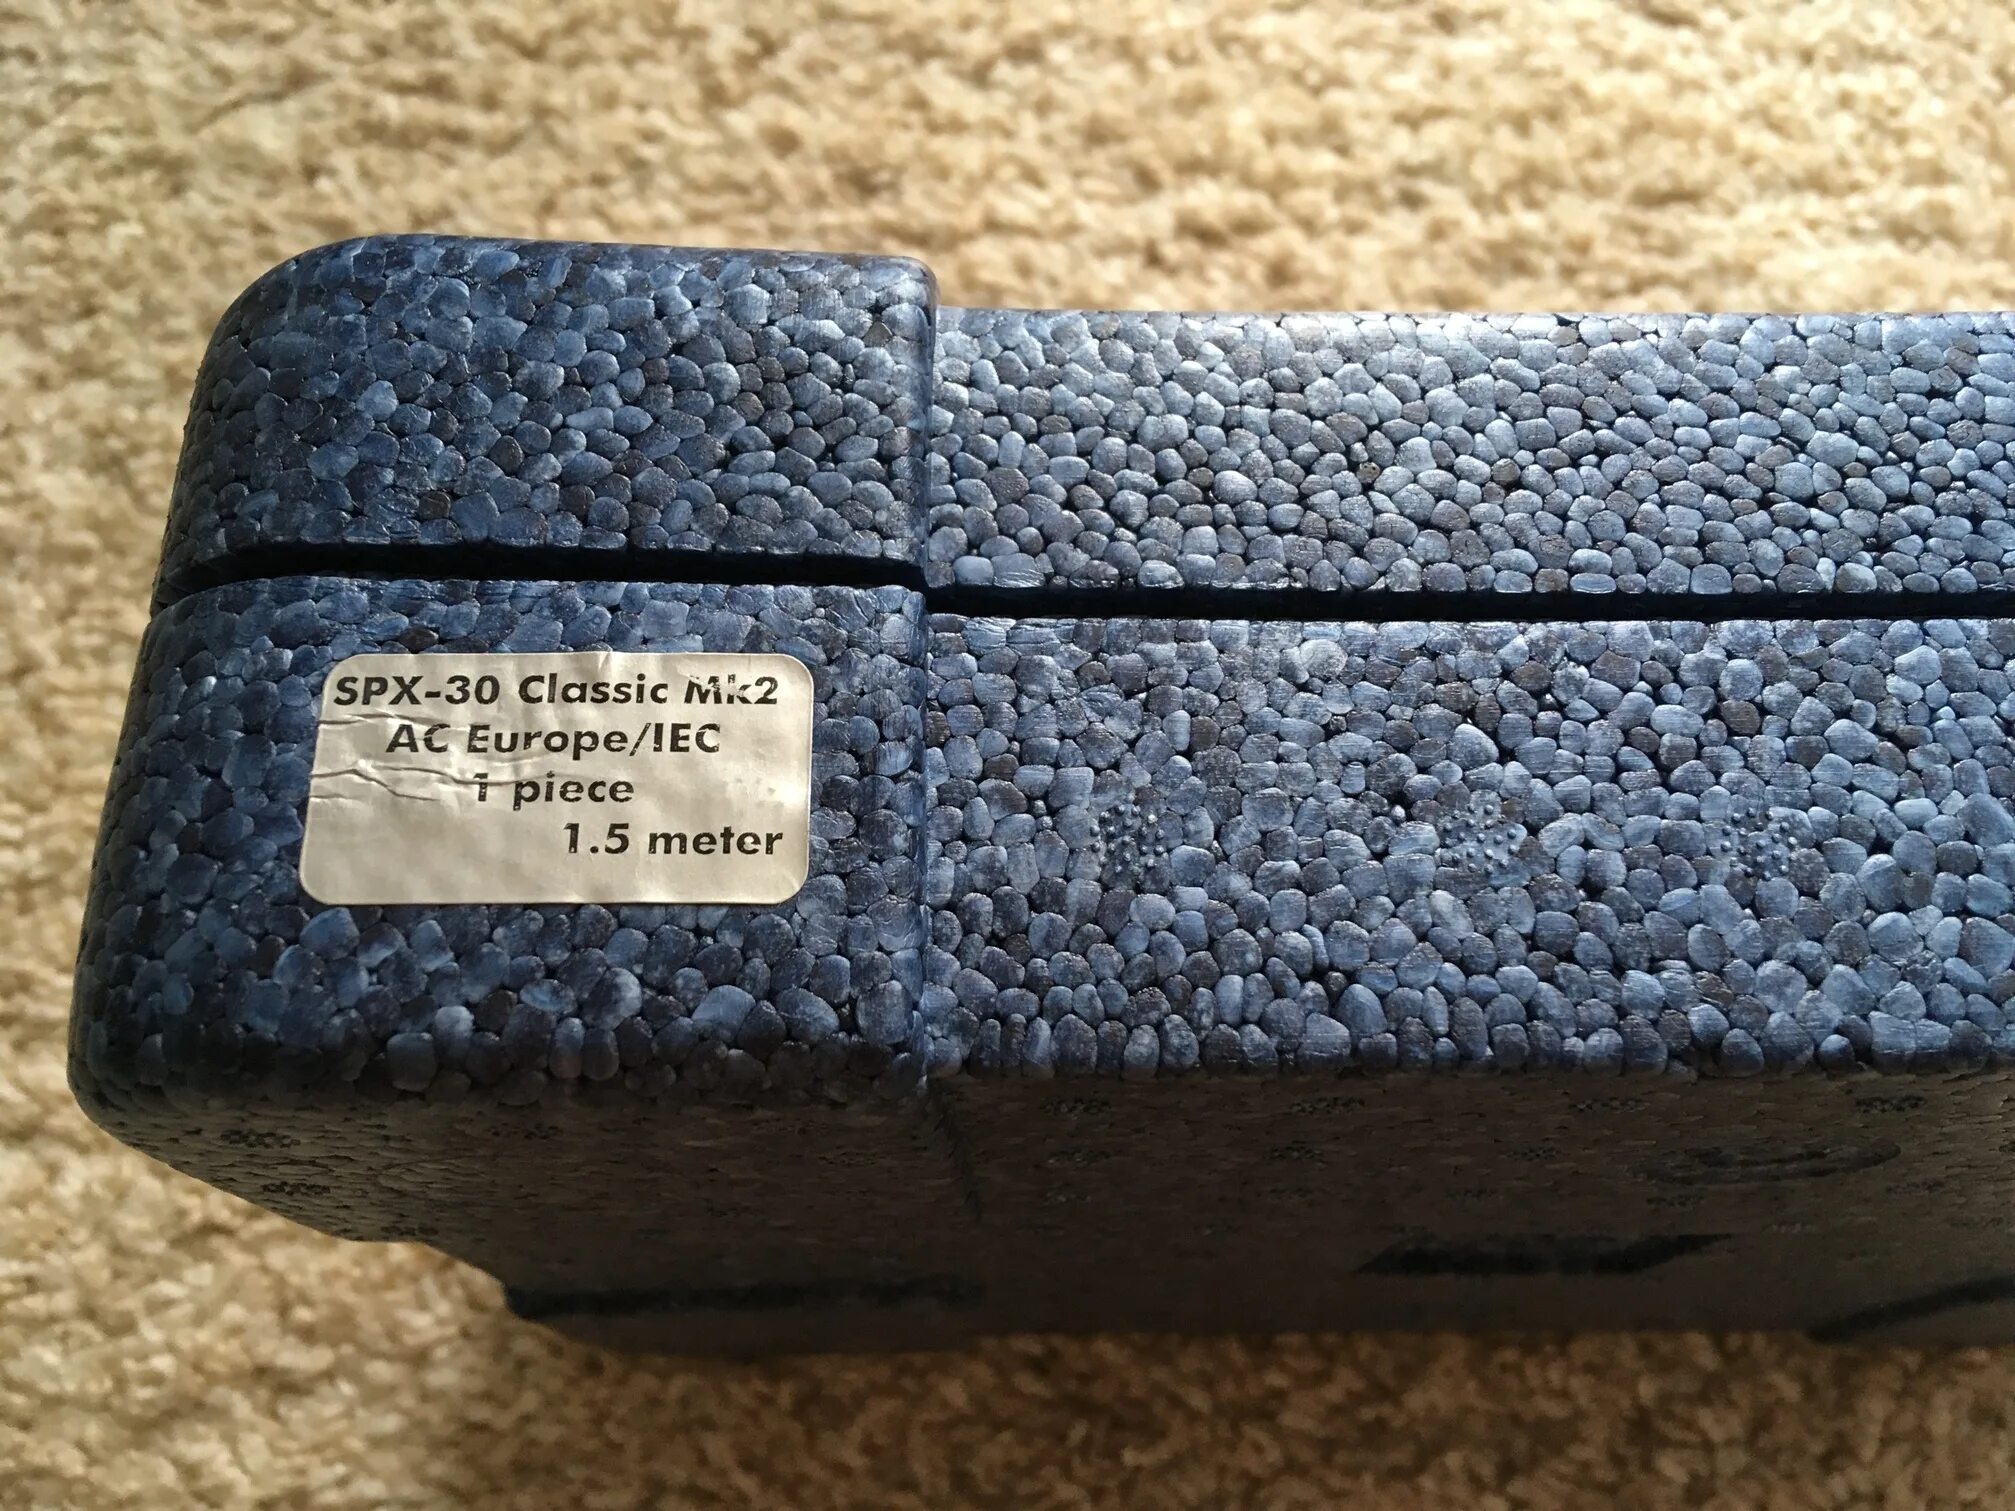 SPX-30 Classic Mk2
AC Europe/IEC
1 piece
1.5 meter